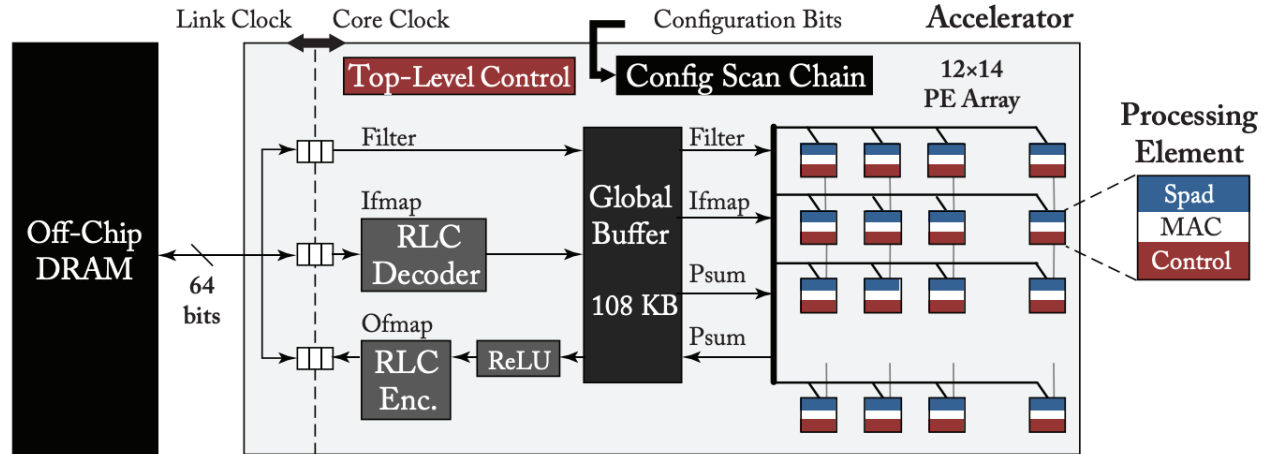 Link Clock
Core Clock
Configuration Bits
Accelerator
Top-Level Control
Config Scan Chain
12×14
PE Array
Processing
Element
Off-Chip
DRAM
64
bits
Filter
Ifmap
RLC
Decoder
Ofmap
RLC
Enc.
ReLU
Global
Buffer
108 KB
Filter
Ifmap
Psum
Psum
Spad
MAC
Control